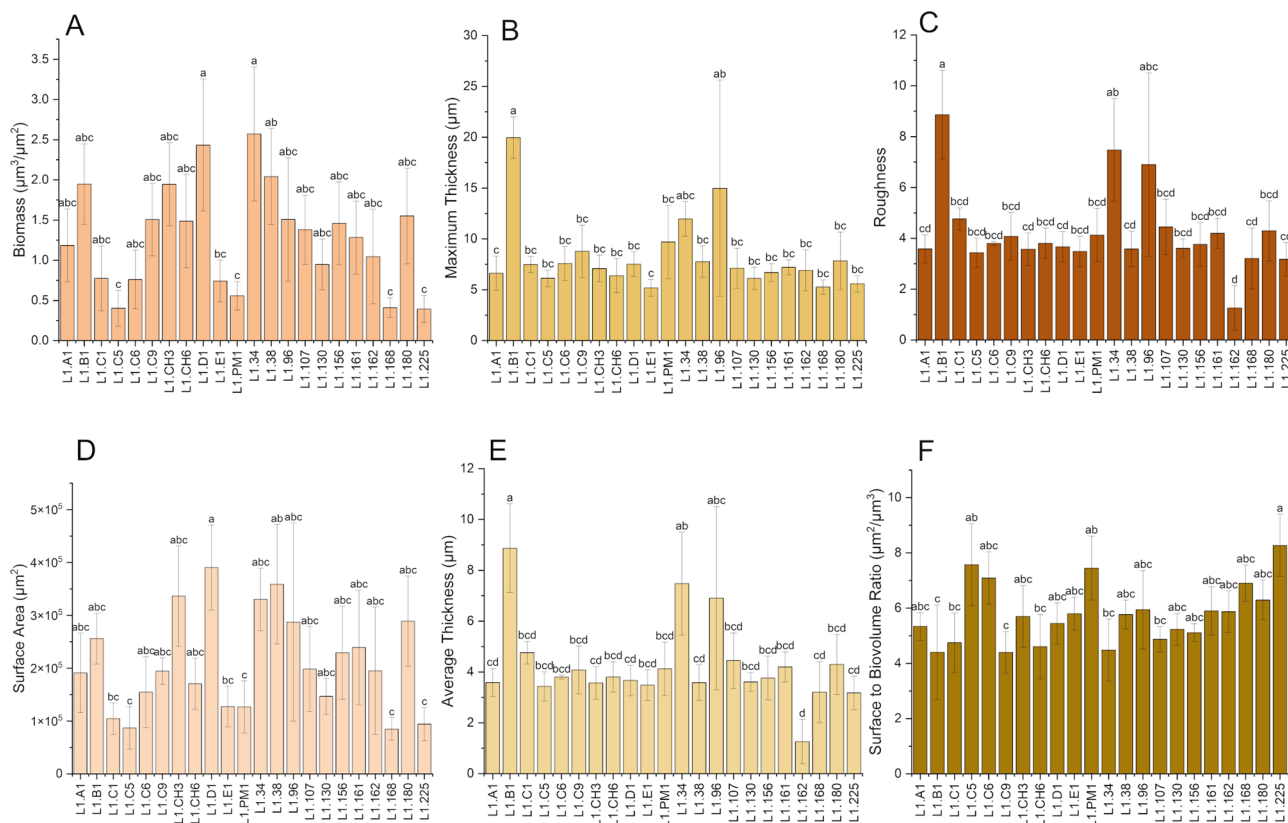 A
Biomass (μm³/μm²)
3.5
3.0
2.5
2.0
1.5
1.0
0.5
0.0
abc
abc
abc
c
abc
abc
abc
abc
a
abc
c
a
ab
abc
abc
abc
abc
abc
abc
c
abc
c
L1.A1
L1.B1
L1.C1
L1.C5
L1.C6
L1.C9
L1.CH3
L1.CH6
L1.D1
L1.E1
L1.PM1
L1.34
L1.38
L1.96
L1.107
L1.130
L1.156
L1.161
L1.162
L1.168
L1.180
L1.225
B
Maximum Thickness (μm)
30
25
20
15
10
5
0
c
a
bc
bc
bc
bc
bc
bc
bc
c
bc
abc
bc
ab
bc
bc
bc
bc
bc
bc
bc
bc
L1.A1
L1.B1
L1.C1
L1.C5
L1.C6
L1.C9
L1.CH3
L1.CH6
L1.D1
L1.E1
L1.PM1
L1.34
L1.38
L1.96
L1.107
L1.130
L1.156
L1.161
L1.162
L1.168
L1.180
L1.225
C
Roughness
12
10
8
6
4
2
0
cd
a
bcd
bcd
bcd
bcd
cd
bcd
bcd
bcd
bcd
ab
cd
abc
bcd
bcd
bcd
bcd
d
cd
bcd
cd
L1.A1
L1.B1
L1.C1
L1.C5
L1.C6
L1.C9
L1.CH3
L1.CH6
L1.D1
L1.E1
L1.PM1
L1.34
L1.38
L1.96
L1.107
L1.130
L1.156
L1.161
L1.162
L1.168
L1.180
L1.225
D
Surface Area (μm²)
5×10⁵
4×10⁵
3×10⁵
2×10⁵
1×10⁵
0
abc
abc
bc
c
abc
abc
abc
abc
a
bc
c
abc
ab
abc
abc
abc
abc
abc
abc
c
abc
c
L1.A1
L1.B1
L1.C1
L1.C5
L1.C6
L1.C9
L1.CH3
L1.CH6
L1.D1
L1.E1
L1.PM1
L1.34
L1.38
L1.96
L1.107
L1.130
L1.156
L1.161
L1.162
L1.168
L1.180
L1.225
E
Average Thickness (μm)
12
10
8
6
4
2
0
cd
a
bcd
bcd
bcd
bcd
cd
bcd
bcd
bcd
bcd
ab
cd
abc
bcd
bcd
bcd
bcd
d
cd
bcd
cd
L1.A1
L1.B1
L1.C1
L1.C5
L1.C6
L1.C9
L1.CH3
L1.CH6
L1.D1
L1.E1
L1.PM1
L1.34
L1.38
L1.96
L1.107
L1.130
L1.156
L1.161
L1.162
L1.168
L1.180
L1.225
F
Surface to Biovolume Ratio (μm²/μm³)
10
8
6
4
2
0
abc
c
bc
ab
abc
c
abc
bc
abc
abc
ab
abc
abc
abc
bc
abc
abc
abc
abc
abc
abc
a
L1.A1
L1.B1
L1.C1
L1.C5
L1.C6
L1.C9
L1.CH3
L1.CH6
L1.D1
L1.E1
L1.PM1
L1.34
L1.38
L1.96
L1.107
L1.130
L1.156
L1.161
L1.162
L1.168
L1.180
L1.225